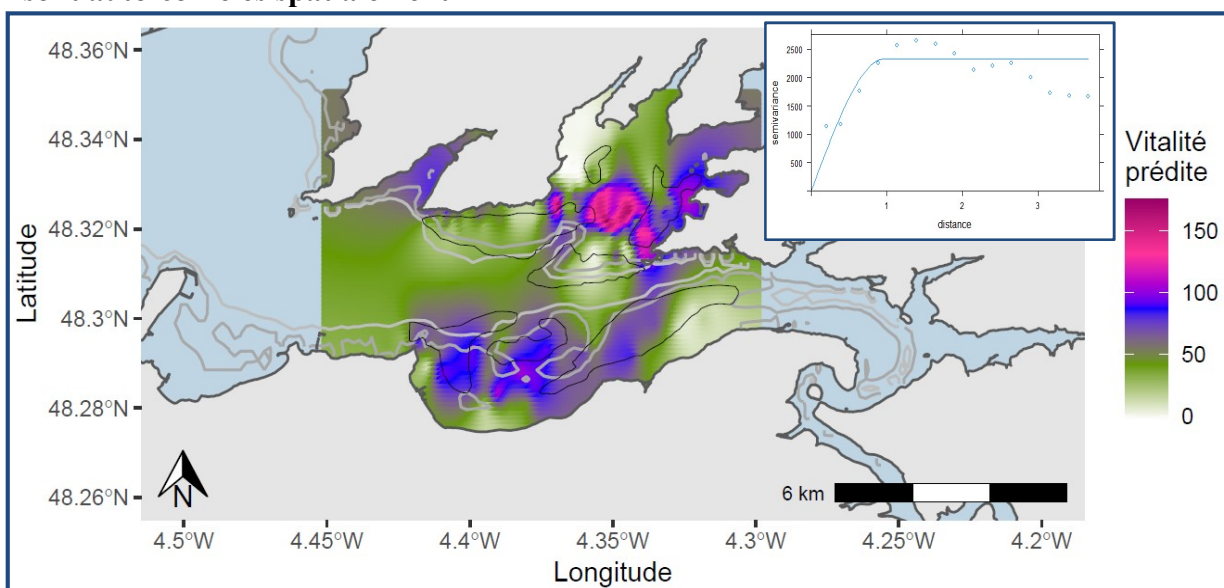 48.36°N
48.34°N
48.32°N
48.3°N
48.28°N
48.26°N
Latitude
4.5°W
4.45°W
4.4°W
4.35°W
4.3°W
4.25°W
4.2°W
Longitude
N
6 km
2500
2000
1500
1000
500
semivariance
1
2
3
distance
Vitalité
prédite
150
100
50
0